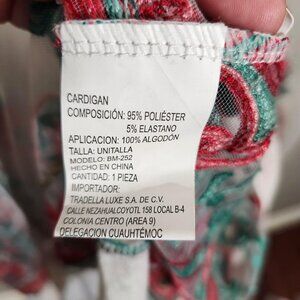 CARDIGAN
COMPOSICIÓN: 95% POLIÉSTER
5% ELASTANO
APLICACION: 100% ALGODÓN
TALLA: UNITALLA
MODELO: BM-252
HECHO EN CHINA
CANTIDAD: 1 PIEZA
IMPORTADOR:
TRADELLA LUXE S.A. DE C.V.
CALLE NEZAHUALCOYOTL 158 LOCAL B-4
COLONIA CENTRO (AREA 9)
DELEGACION CUAUHTÉMOC